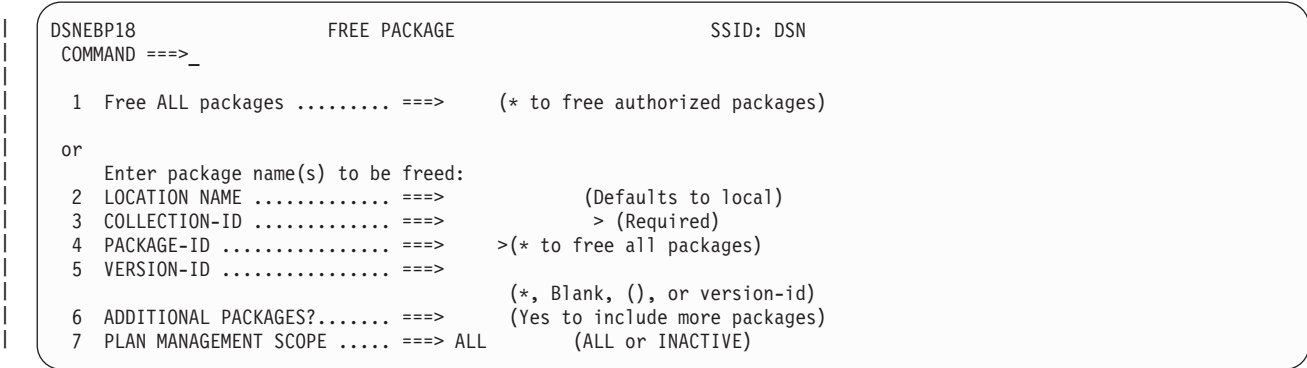 DSNEBP18 FREE PACKAGE SSID: DSN
COMMAND ===>_
1 Free ALL packages ......... ===> (* to free authorized packages)
or
Enter package name(s) to be freed:
2 LOCATION NAME ............. ===> (Defaults to local)
3 COLLECTION-ID ............. ===> > (Required)
4 PACKAGE-ID ................ ===> >(* to free all packages)
5 VERSION-ID ................ ===>
(*, Blank, (), or version-id)
6 ADDITIONAL PACKAGES?....... ===> (Yes to include more packages)
7 PLAN MANAGEMENT SCOPE ..... ===> ALL (ALL or INACTIVE)